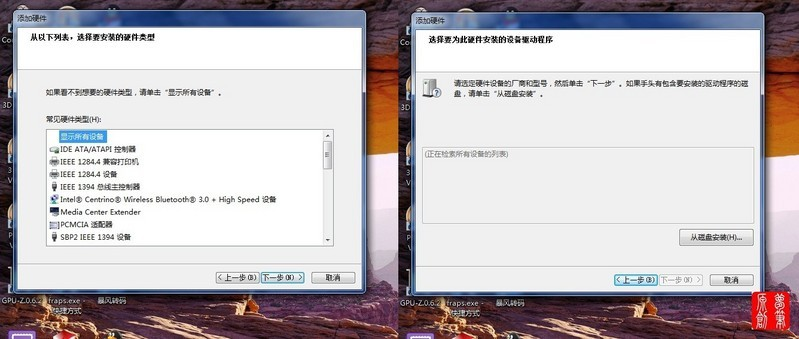 添加硬件
从以下列表，选择要安装的硬件类型
如果看不到想要的硬件类型，请单击“显示所有设备”。
常见硬件类型(H):
显示所有设备
IDE ATA/ATAPI 控制器
IEEE 1284.4 兼容打印机
IEEE 1284.4 设备
IEEE 1394 总线主控制器
Intel® Centrino® Wireless Bluetooth® 3.0 + High Speed 设备
Media Center Extender
PCMCIA 适配器
SBP2 IEEE 1394 设备
< 上一步(B)
下一步(N) >
取消
GPU-Z.0.6.2
fraps.exe -
快捷方式
暴风转码
添加硬件
选择要为此硬件安装的设备驱动程序
请选定硬件设备的厂商和型号，然后单击“下一步”。如果手头有包含要安装的驱动程序的磁
盘，请单击“从磁盘安装”。
(正在检索所有设备的列表)
从磁盘安装(H)...
< 上一步(B)
下一步(N) >
取消
GPU-Z.0.6.2
fraps.exe -
快捷方式
暴风转码